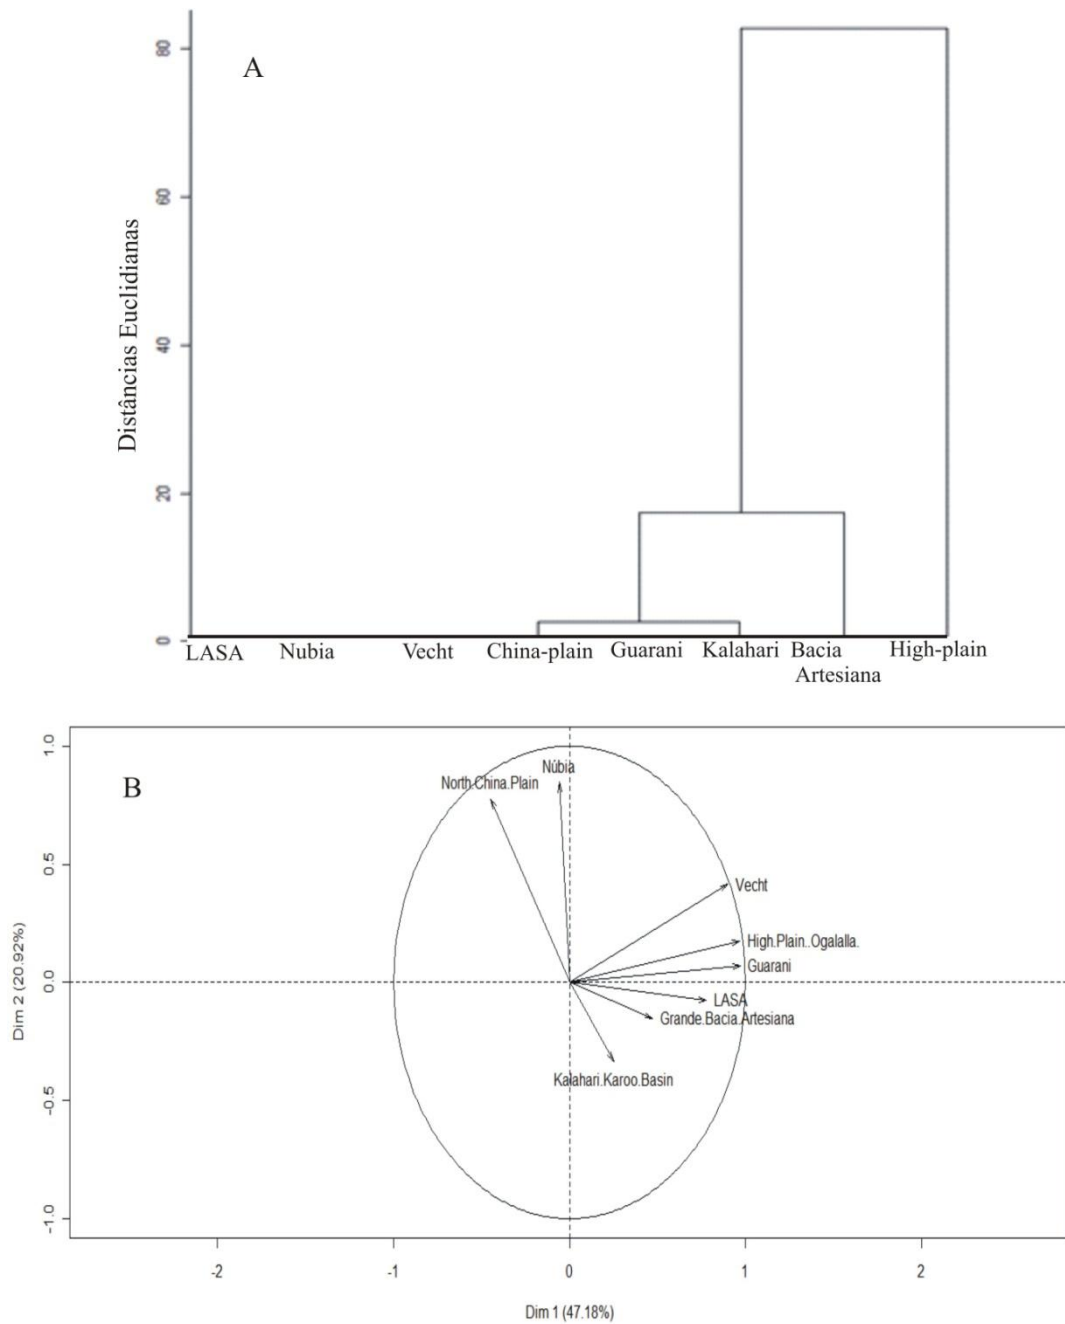 A
Distâncias Euclidianas
80
60
40
20
0
LASA Nubia Vecht China-plain Guarani Kalahari Bacia Artesiana High-plain
B
Dim 2 (20.92%)
1.0
0.5
0.0
-0.5
-1.0
North.China.Plain
Núbia
Vecht
High.Plain..Ogalalla.
Guarani
LASA
Grande.Bacia.Artesiana
Kalahari.Karoo.Basin
-2 -1 0 1 2
Dim 1 (47.18%)